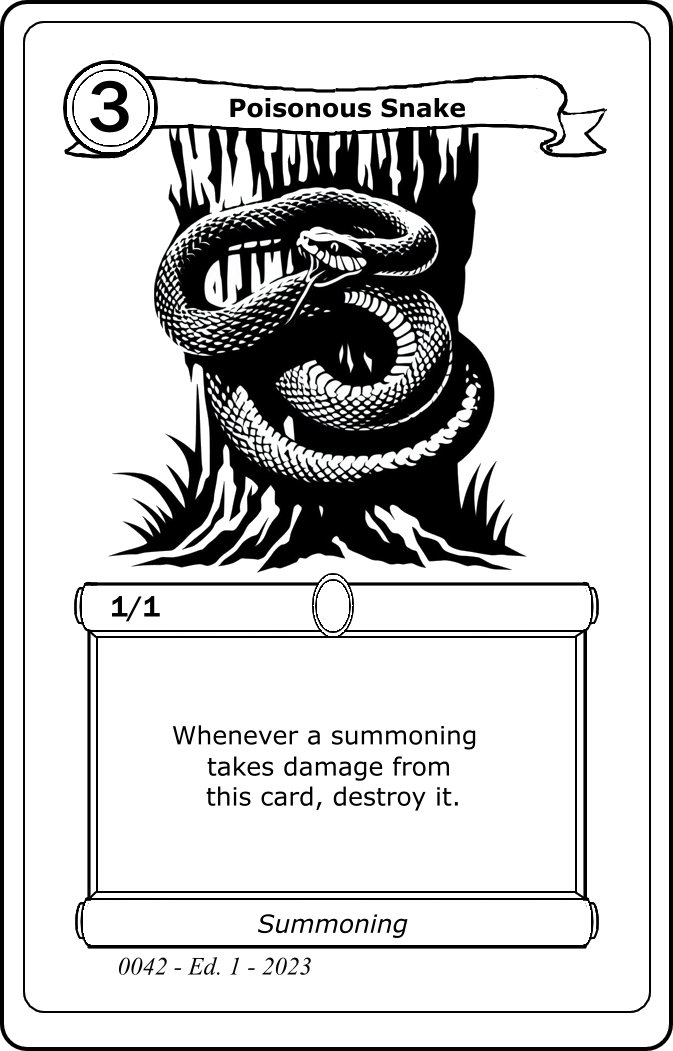 3
Poisonous Snake
1/1
Whenever a summoning
takes damage from
this card, destroy it.
Summoning
0042 - Ed. 1 - 2023